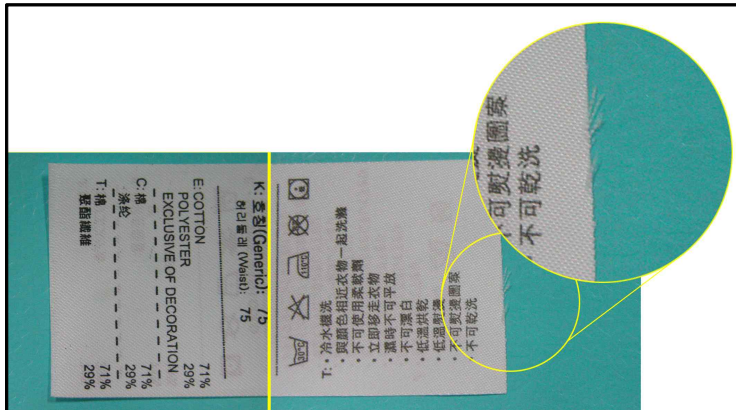 K: 호칭(Generic): 75
허리둘레 (Waist): 75
E:COTTON 71%
POLYESTER 29%
EXCLUSIVE OF DECORATION
C:棉 71%
涤纶 29%
T:棉 71%
聚酯纖維 29%
30°C 110°C
T:・冷水機洗
・與顏色相近衣物一起洗滌
・不可使用柔軟劑
・立即移走衣物
・濕時不可平放
・不可漂白
・低溫烘乾
・低溫熨燙
・不可熨燙圖案
・不可乾洗
可熨燙圖案
不可乾洗